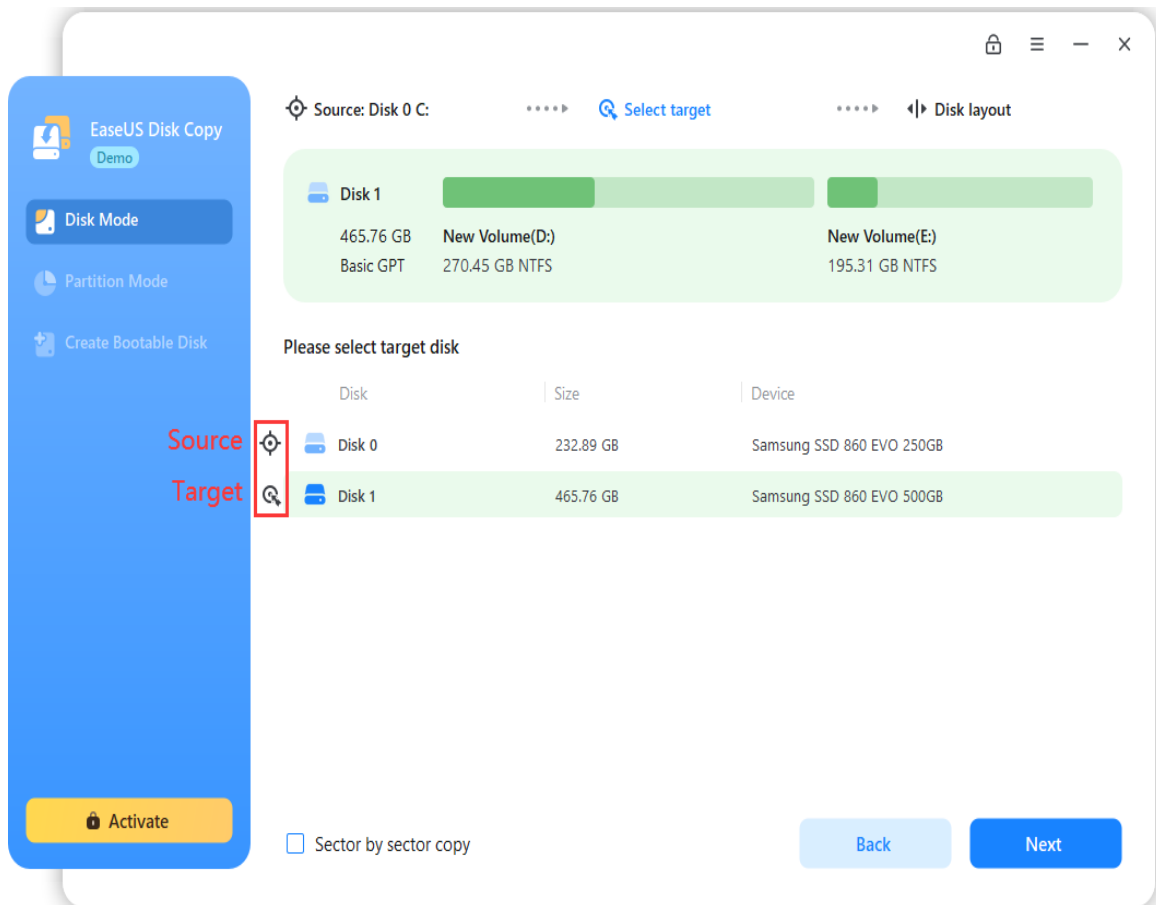 EaseUS Disk Copy
Demo
Disk Mode
Partition Mode
Create Bootable Disk
Source: Disk 0 C:
Select target
Disk layout
Disk 1
465.76 GB
Basic GPT
New Volume(D:)
270.45 GB NTFS
New Volume(E:)
195.31 GB NTFS
Please select target disk
Disk Size Device
Source Disk 0 232.89 GB Samsung SSD 860 EVO 250GB
Target Disk 1 465.76 GB Samsung SSD 860 EVO 500GB
Activate
Sector by sector copy
Back
Next